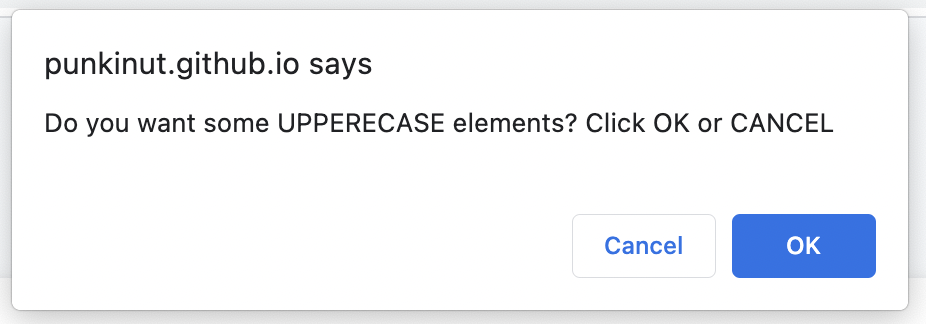 punkinut.github.io says
Do you want some UPPERECASE elements? Click OK or CANCEL
Cancel
OK